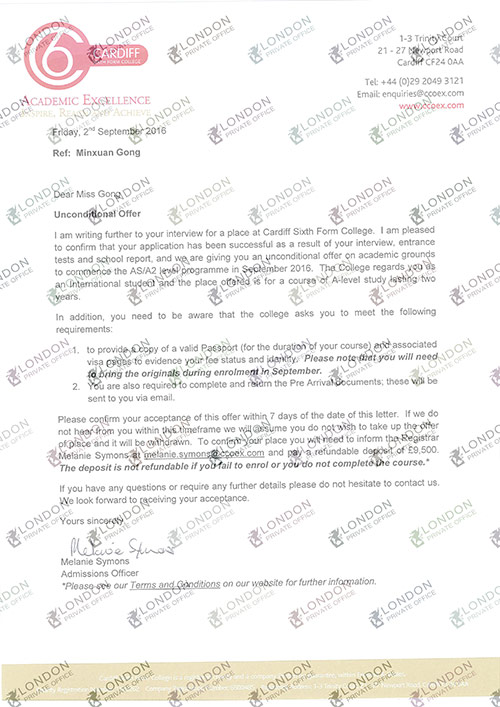 C6
CARDIFF
SIXTH FORM COLLEGE
ACADEMIC EXCELLENCE
1-3 Trinity Court
21 - 27 Newport Road
Cardiff CF24 0AA
Tel: +44 (0)29 2049 3121
Email: enquiries@ccoex.com
www.ccoex.com
Friday, 2nd September 2016
Ref: Minxuan Gong
Dear Miss Gong
Unconditional Offer
I am writing further to your interview for a place at Cardiff Sixth Form College. I am pleased
to confirm that your application has been successful as a result of your interview, entrance
tests and school report, and we are giving you an unconditional offer on academic grounds
to commence the AS/A2 level programme in September 2016. The College regards you as
an international student and the place offered is for a course of A-level study lasting two
years.
In addition, you need to be aware that the college asks you to meet the following
requirements:
1. to provide a copy of a valid Passport (for the duration of your course) and associated
visa pages to evidence your fee status and identity. Please note that you will need
to bring the originals during enrolment in September.
2. You are also required to complete and return the Pre Arrival documents; these will be
sent to you via email.
Please confirm your acceptance of this offer within 7 days of the date of this letter. If we do
not hear from you within this timeframe we will assume you do not wish to take up the offer
of place and it will be withdrawn. To confirm your place you will need to inform the Registrar
Melanie Symons at melanie.symons@ccoex.com and pay a refundable deposit of £9,500.
The deposit is not refundable if you fail to enrol or you do not complete the course.*
If you have any questions or require any further details please do not hesitate to contact us.
We look forward to receiving your acceptance.
Yours sincerely
Melanie Symons
Melanie Symons
Admissions Officer
*Please see our Terms and Conditions on our website for further information.
LONDON
PRIVATE OFFICE